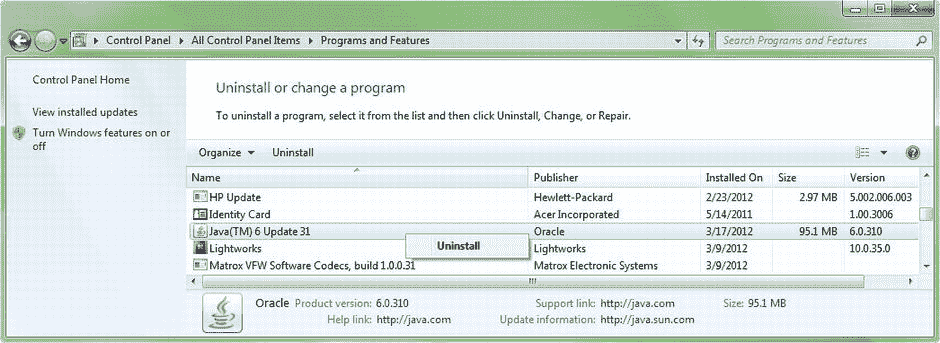 Control Panel All Control Panel Items Programs and Features Search Programs and Features
Control Panel Home
View installed updates
Turn Windows features on or
off
Uninstall or change a program
To uninstall a program, select it from the list and then click Uninstall, Change, or Repair.
Organize Uninstall
Name Publisher Installed On Size Version
HP Update Hewlett-Packard 2/23/2012 2.97 MB 5.002.006.003
Identity Card Acer Incorporated 5/14/2011 1.00.3006
Java(TM) 6 Update 31 Oracle 3/17/2012 95.1 MB 6.0.310
Lightworks Lightworks 3/9/2012 10.0.35.0
Uninstall
Matrox VFW Software Codecs, build 1.0.0.31 Matrox Electronic Systems 3/9/2012
Oracle Product version: 6.0.310 Support link: http://java.com Size: 95.1 MB
Help link: http://java.com Update information: http://java.sun.com